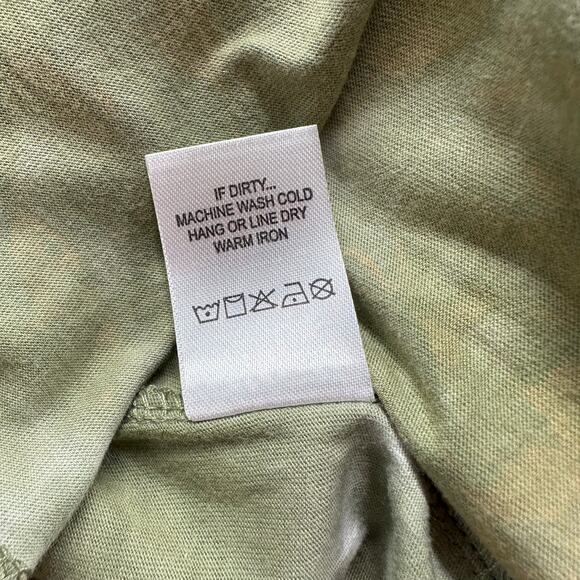 IF DIRTY...
MACHINE WASH COLD
HANG OR LINE DRY
WARM IRON